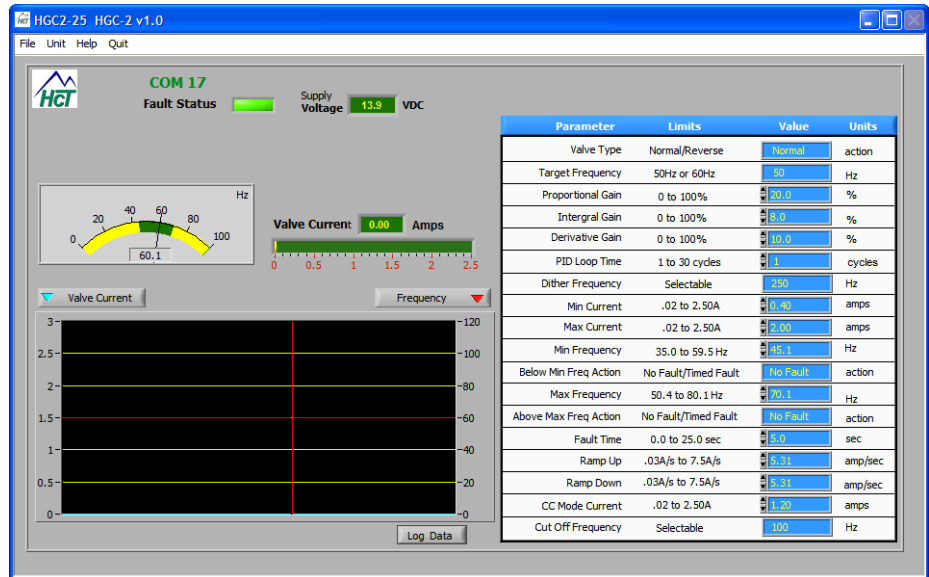 HGC2-25 HGC-2 v1.0
File Unit Help Quit
HCT
COM 17
Fault Status
Supply
Voltage 13.9 VDC
Hz
0 20 40 60 80 100
60.1
Valve Current 0.00 Amps
0 0.5 1 1.5 2 2.5
Valve Current
Frequency
3 120
2.5 100
2 80
1.5 60
1 40
0.5 20
0 0
Log Data
Parameter Limits Value Units
Valve Type Normal/Reverse Normal action
Target Frequency 50Hz or 60Hz 50 Hz
Proportional Gain 0 to 100% 20.0 %
Intergral Gain 0 to 100% 8.0 %
Derivative Gain 0 to 100% 10.0 %
PID Loop Time 1 to 30 cycles 1 cycles
Dither Frequency Selectable 250 Hz
Min Current .02 to 2.50A 0.40 amps
Max Current .02 to 2.50A 2.00 amps
Min Frequency 35.0 to 59.5 Hz 45.1 Hz
Below Min Freq Action No Fault/Timed Fault No Fault action
Max Frequency 50.4 to 80.1 Hz 70.1 Hz
Above Max Freq Action No Fault/Timed Fault No Fault action
Fault Time 0.0 to 25.0 sec 5.0 sec
Ramp Up .03A/s to 7.5A/s 5.31 amp/sec
Ramp Down .03A/s to 7.5A/s 5.31 amp/sec
CC Mode Current .02 to 2.50A 1.20 amps
Cut Off Frequency Selectable 100 Hz